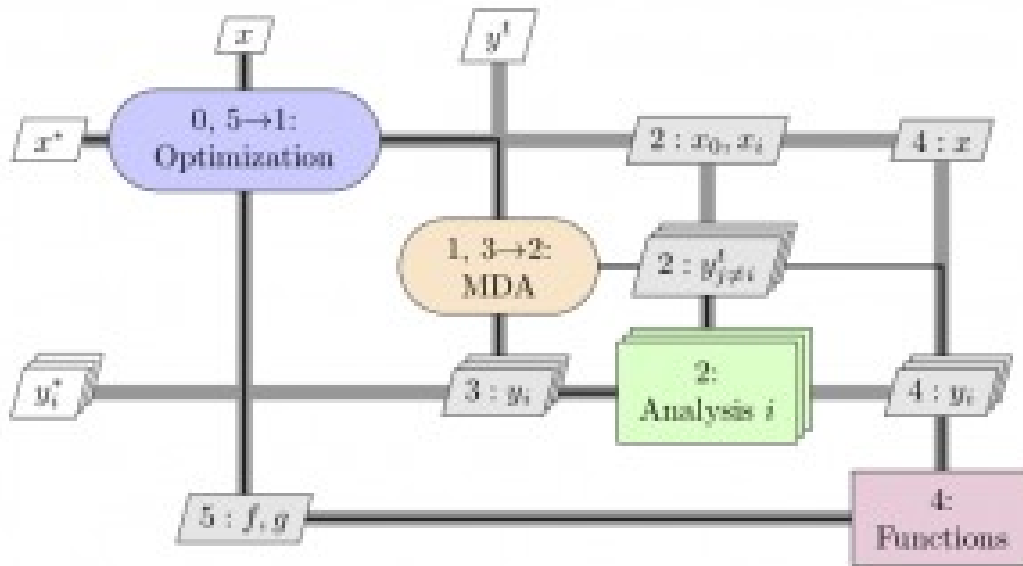 x
y^t
x*
0, 5→1:
Optimization
2 : x_0, x_i
4 : x
1, 3→2:
MDA
2 : y^t_{j≠i}
y_i^*
3 : y_i
2:
Analysis i
4 : y_i
5 : f, g
4:
Functions